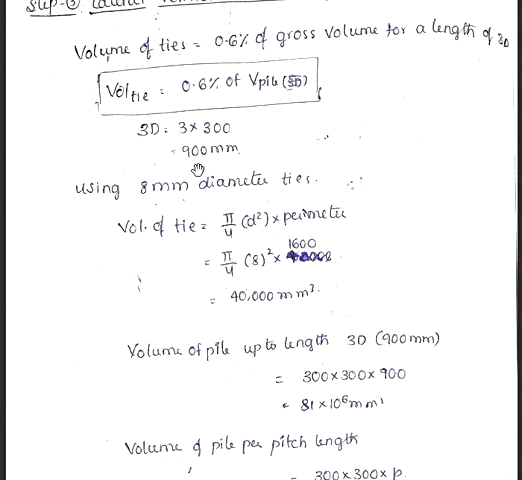 Step-③ Lateral
Volume of ties = 0.6% of gross volume for a length of 3D
Vol tie = 0.6% of Vpile (3D)
3D = 3 × 300
= 900 mm
using 8mm diameter ties.
Vol. of tie = π/4 (d²) × perimeter
= π/4 (8)² × 1600
= 40,000 mm³.
Volume of pile up to length 3D (900mm)
= 300×300×900
= 81 × 10⁶ mm³
Volume of pile per pitch length
= 300×300×p.